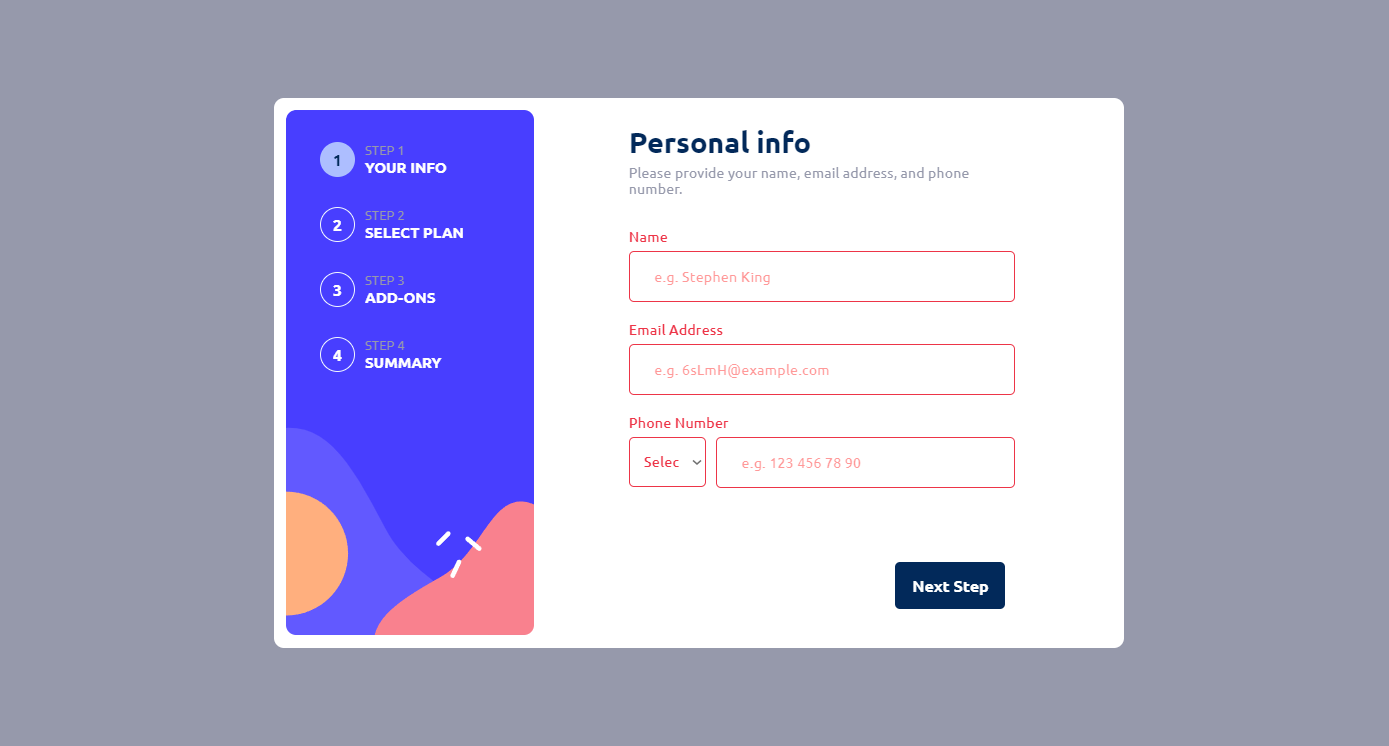 1
STEP 1
YOUR INFO
2
STEP 2
SELECT PLAN
3
STEP 3
ADD-ONS
4
STEP 4
SUMMARY
Personal info
Please provide your name, email address, and phone
number.
Name
e.g. Stephen King
Email Address
e.g. 6sLmH@example.com
Phone Number
Selec
e.g. 123 456 78 90
Next Step